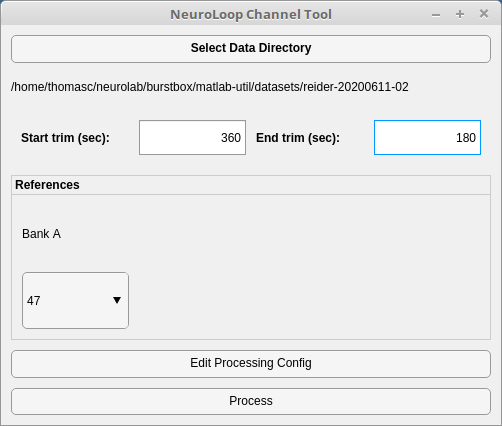 NeuroLoop Channel Tool
Select Data Directory
/home/thomasc/neurolab/burstbox/matlab-util/datasets/reider-20200611-02
Start trim (sec): 360 End trim (sec): 180
References
Bank A
47
Edit Processing Config
Process